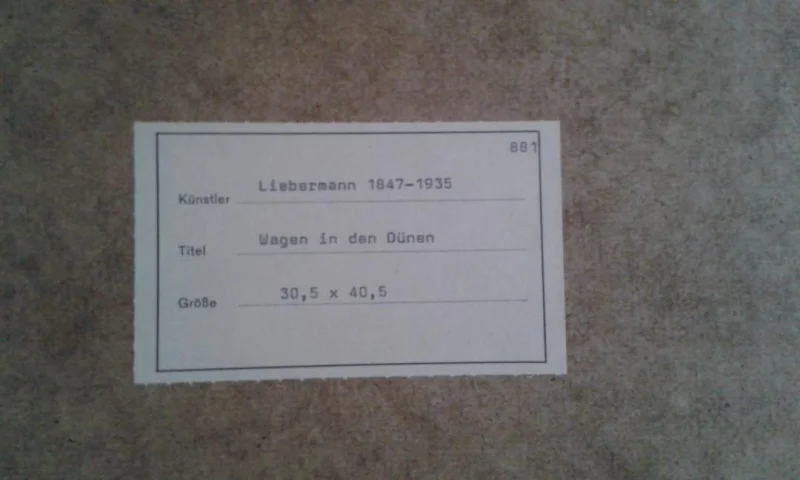 881
Künstler Liebermann 1847-1935
Titel Wagen in den Dünen
Größe 30,5 x 40,5